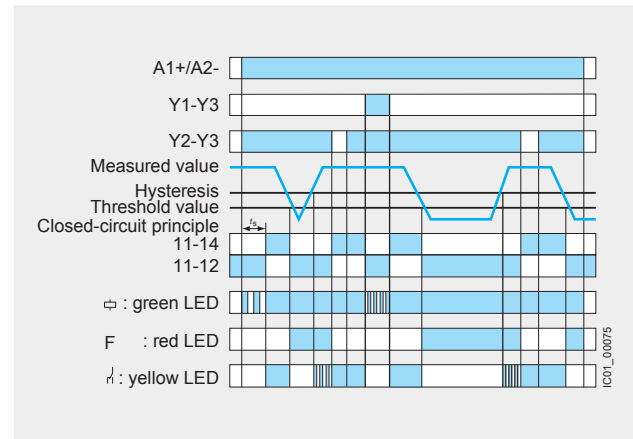 A1+/A2-
Y1-Y3
Y2-Y3
Measured value
Hysteresis
Threshold value
Closed-circuit principle
ts
11-14
11-12
: green LED
F : red LED
: yellow LED
IC01_00075